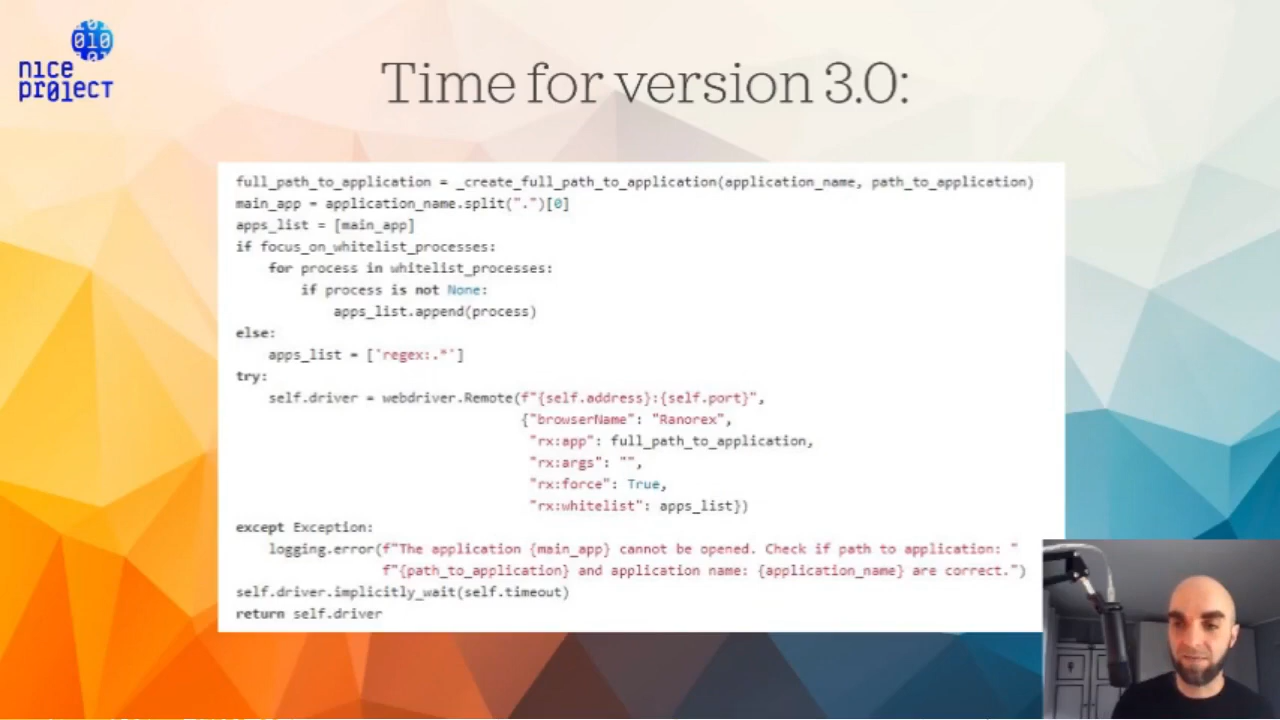 010
n1ce
pr0ject
Time for version 3.0:
full_path_to_application = _create_full_path_to_application(application_name, path_to_application)
main_app = application_name.split(".")[0]
apps_list = [main_app]
if focus_on_whitelist_processes:
    for process in whitelist_processes:
        if process is not None:
            apps_list.append(process)
else:
    apps_list = ['regex:.*']
try:
    self.driver = webdriver.Remote(f"{self.address}:{self.port}",
                                   {"browserName": "Ranorex",
                                    "rx:app": full_path_to_application,
                                    "rx:args": "",
                                    "rx:force": True,
                                    "rx:whitelist": apps_list})
except Exception:
    logging.error(f"The application {main_app} cannot be opened. Check if path to application: "
                  f"{path_to_application} and application name: {application_name} are correct.")
self.driver.implicitly_wait(self.timeout)
return self.driver